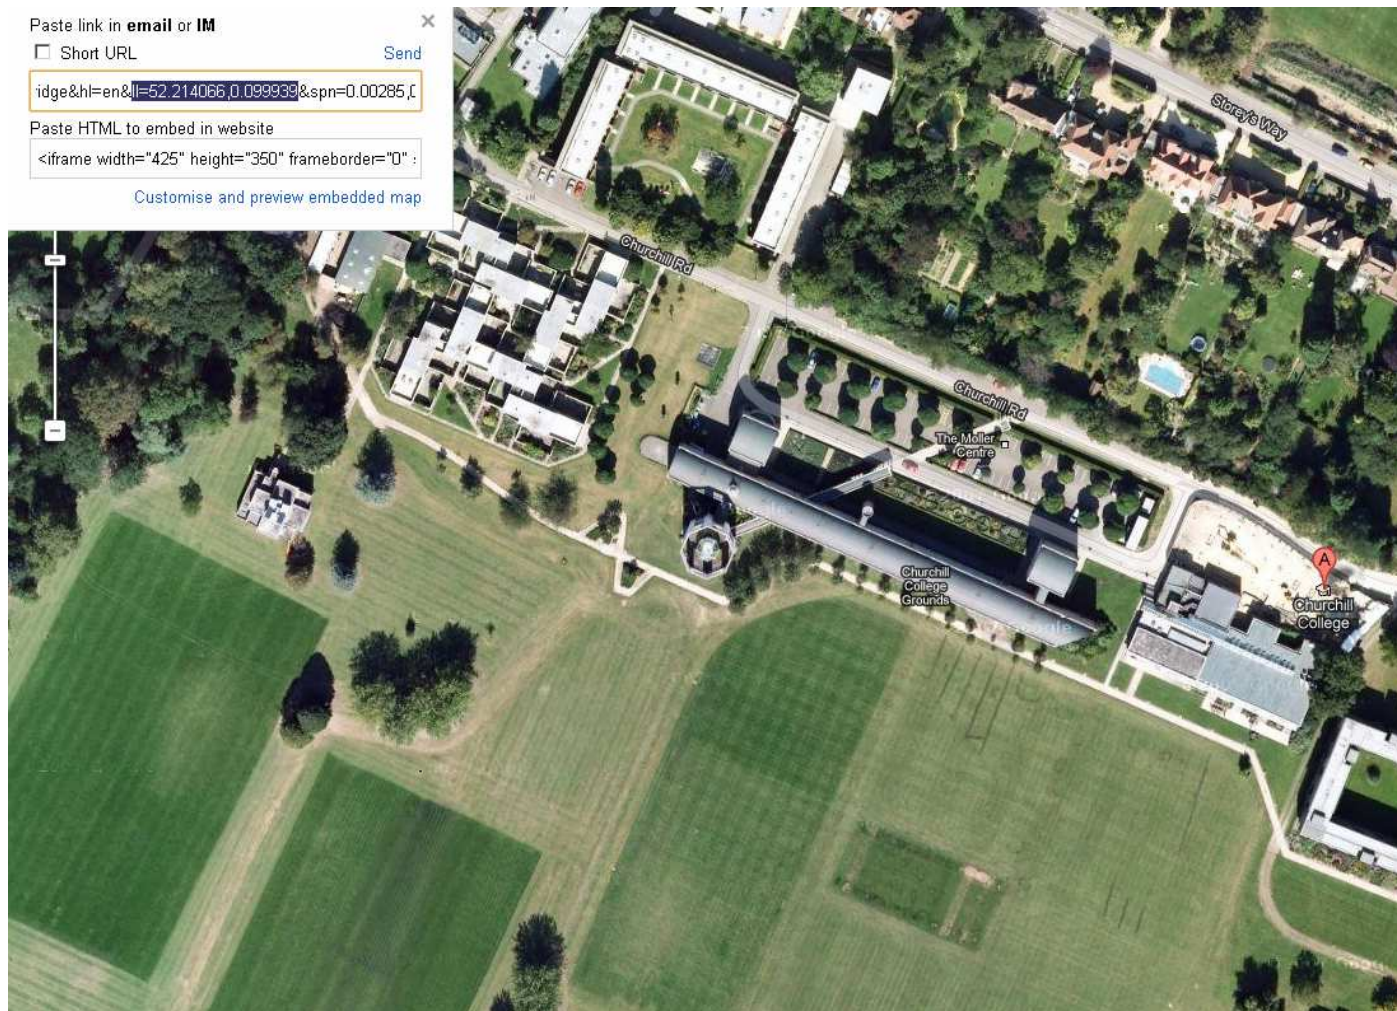 Paste link in email or IM
Short URL
Send
idge&hl=en&ll=52.214066,0.099939&spn=0.00285,0
Paste HTML to embed in website
<iframe width="425" height="350" frameborder="0" :
Customise and preview embedded map
Storey's Way
Churchill Rd
Churchill Rd
The Moller
Centre
Churchill
College
Grounds
A
Churchill
College